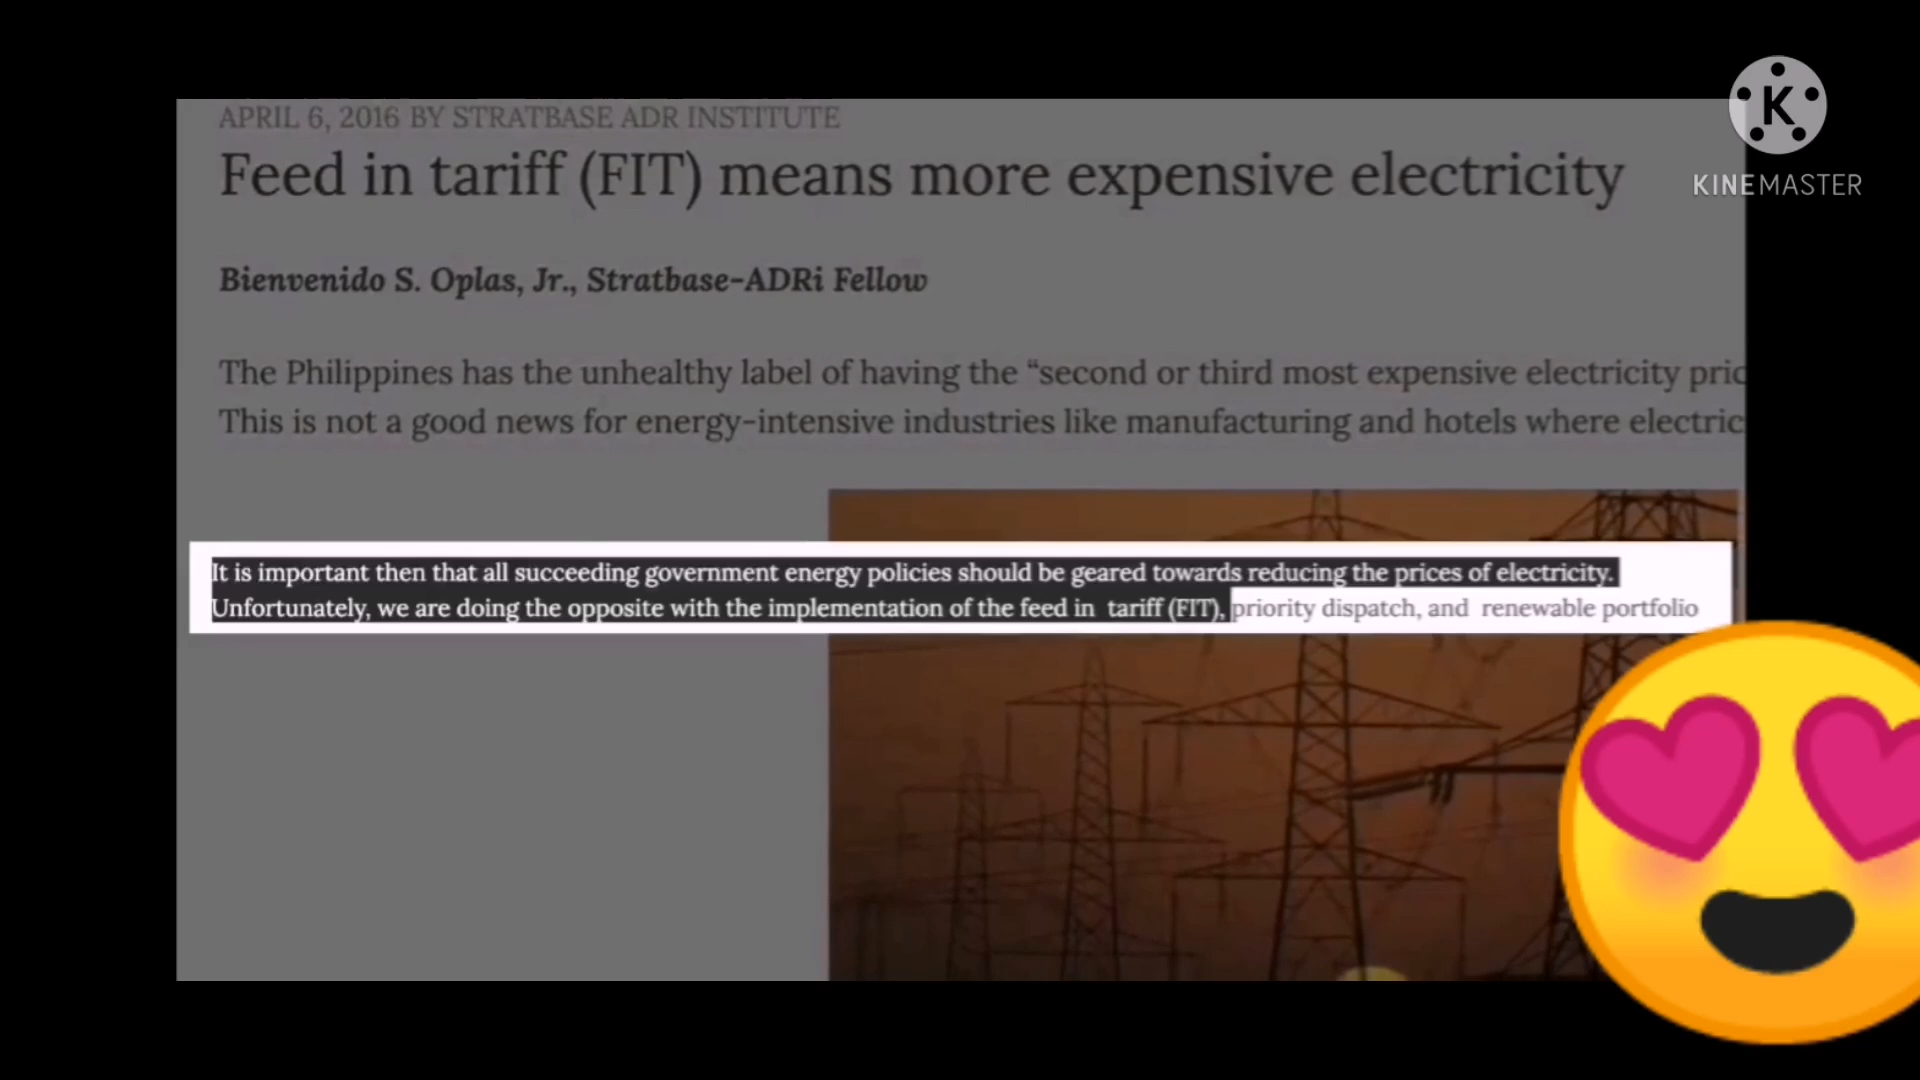 APRIL 6, 2016 BY STRATBASE ADR INSTITUTE
Feed in tariff (FIT) means more expensive electricity
K
KINEMASTER
Bienvenido S. Oplas, Jr., Stratbase-ADRi Fellow
The Philippines has the unhealthy label of having the “second or third most expensive electricity pric
This is not a good news for energy-intensive industries like manufacturing and hotels where electric
It is important then that all succeeding government energy policies should be geared towards reducing the prices of electricity.
Unfortunately, we are doing the opposite with the implementation of the feed in tariff (FIT), priority dispatch, and renewable portfolio